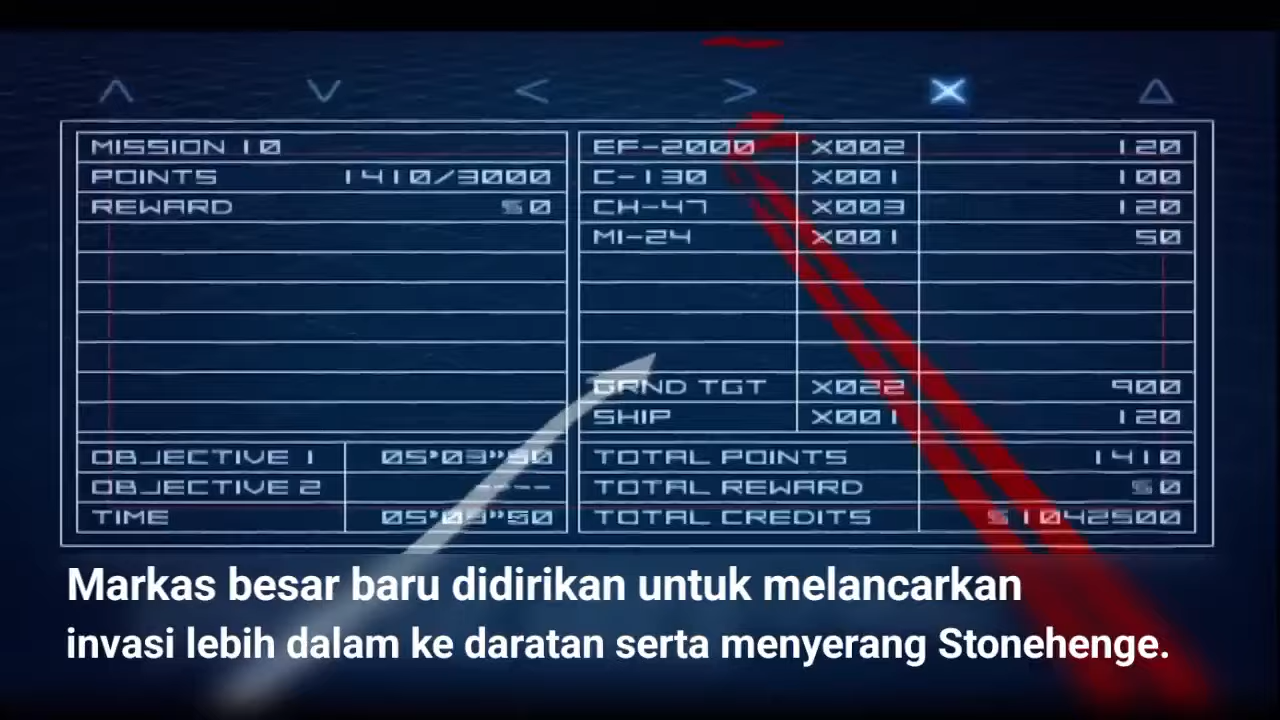 MISSION 10
POINTS 1410/3000
REWARD $0
OBJECTIVE 1 05'03"50
OBJECTIVE 2 ----
TIME 05'03"50
EF-2000 X002 120
C-130 X001 100
CH-47 X003 120
MI-24 X001 50
GRND TGT X022 900
SHIP X001 120
TOTAL POINTS 1410
TOTAL REWARD $0
TOTAL CREDITS $1042500
Markas besar baru didirikan untuk melancarkan
invasi lebih dalam ke daratan serta menyerang Stonehenge.